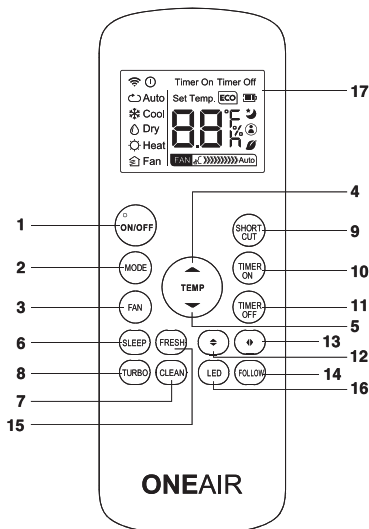 Timer On Timer Off
Auto Set Temp. ECO
Cool
Dry
Heat
Fan
88 °F °C % h
FAN Auto
17
4
1 ON/OFF
SHORT CUT 9
2 MODE
TEMP
TIMER ON 10
3 FAN
TIMER OFF 11
5
6 SLEEP
FRESH
13
12
8 TURBO
CLEAN
LED
FOLLOW 14
7
16
15
ONEAIR